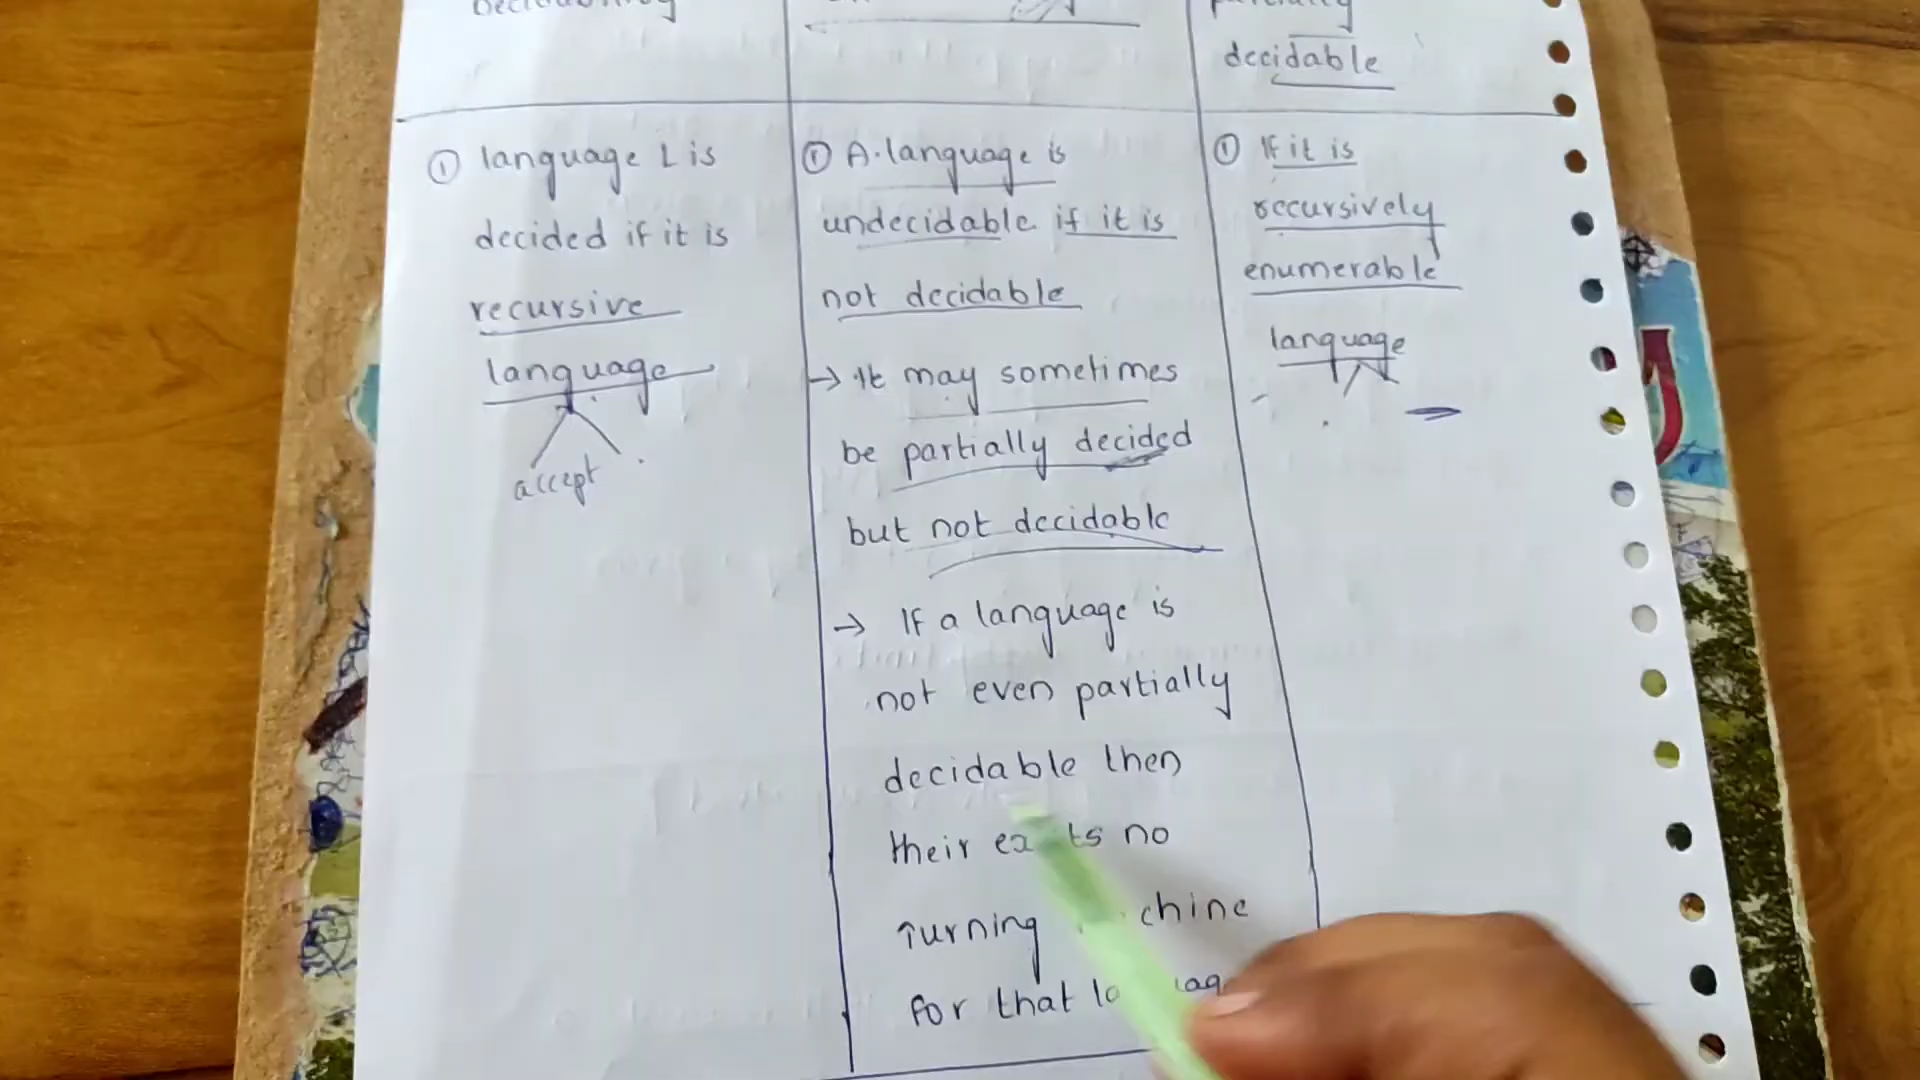 partially
decidable
① language L is
decided if it is
recursive
language
accept
① A language is
undecidable if it is
not decidable
→ it may sometimes
be partially decided
but not decidable
→ If a language is
not even partially
decidable then
their no
Turning
for that
① If it is
recursively
enumerable
language